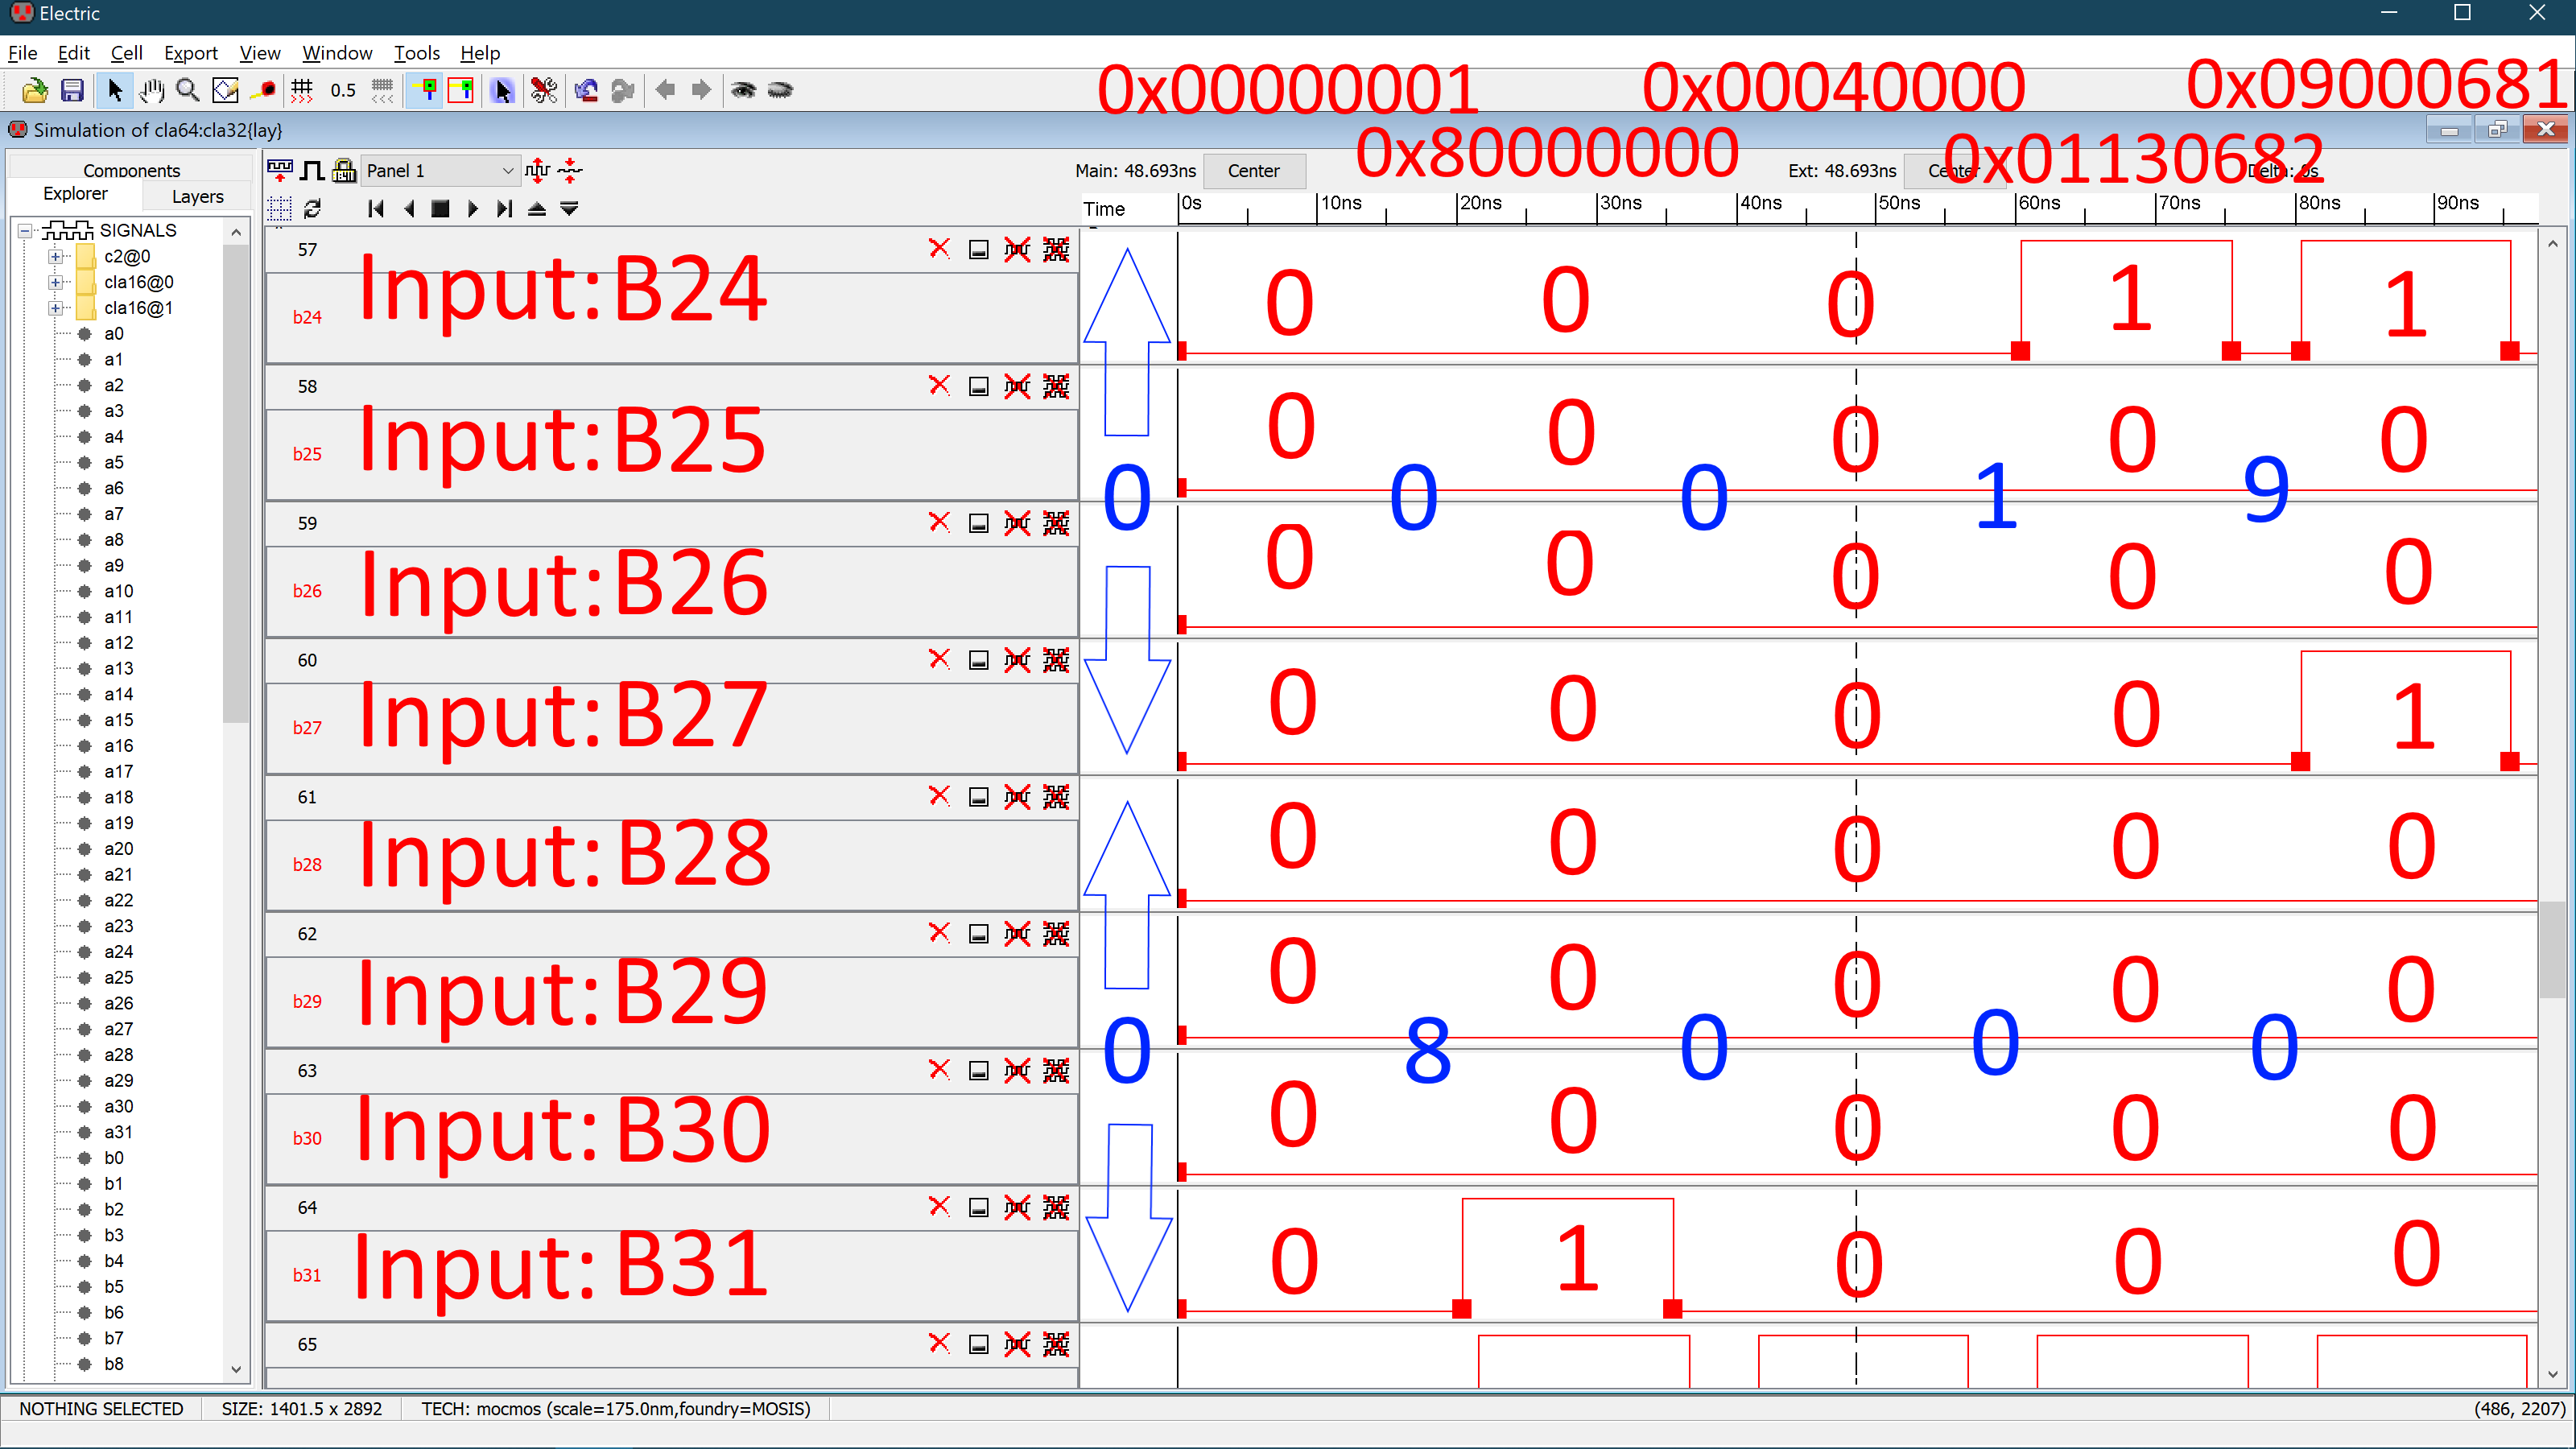 Electric
File Edit Cell Export View Window Tools Help
0.5
0x00000001 0x00040000 0x09000681
0x80000000 0x01130682
Simulation of cla64:cla32{lay}
Components
Explorer Layers
Panel 1
Main: 48.693ns Center Ext: 48.693ns Center Delta: 0s
Time 0s 10ns 20ns 30ns 40ns 50ns 60ns 70ns 80ns 90ns
SIGNALS
c2@0
cla16@0
cla16@1
a0
a1
a2
a3
a4
a5
a6
a7
a8
a9
a10
a11
a12
a13
a14
a15
a16
a17
a18
a19
a20
a21
a22
a23
a24
a25
a26
a27
a28
a29
a30
a31
b0
b1
b2
b3
b4
b5
b6
b7
b8
57
b24 Input: B24 0 0 0 1 1
58
b25 Input: B25 0 0 0 0 0
0 0 0 1 9
59
b26 Input: B26 0 0 0 0 0
60
b27 Input: B27 0 0 0 0 1
61
b28 Input: B28 0 0 0 0 0
62
b29 Input: B29 0 0 0 0 0
0 8 0 0 0
63
b30 Input: B30 0 0 0 0 0
64
b31 Input: B31 0 1 0 0 0
65
NOTHING SELECTED SIZE: 1401.5 x 2892 TECH: mocmos (scale=175.0nm,foundry=MOSIS) (486, 2207)